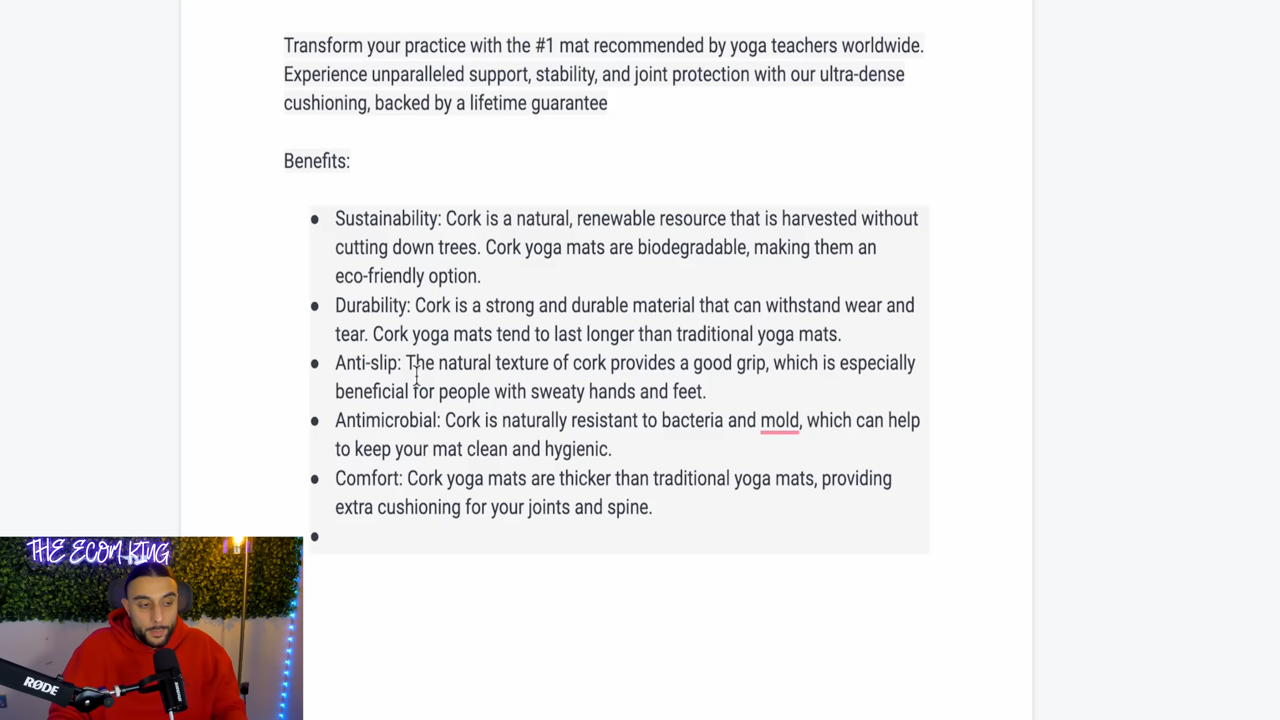 Transform your practice with the #1 mat recommended by yoga teachers worldwide.
Experience unparalleled support, stability, and joint protection with our ultra-dense
cushioning, backed by a lifetime guarantee
Benefits:
● Sustainability: Cork is a natural, renewable resource that is harvested without
cutting down trees. Cork yoga mats are biodegradable, making them an
eco-friendly option.
● Durability: Cork is a strong and durable material that can withstand wear and
tear. Cork yoga mats tend to last longer than traditional yoga mats.
● Anti-slip: The natural texture of cork provides a good grip, which is especially
beneficial for people with sweaty hands and feet.
● Antimicrobial: Cork is naturally resistant to bacteria and mold, which can help
to keep your mat clean and hygienic.
● Comfort: Cork yoga mats are thicker than traditional yoga mats, providing
extra cushioning for your joints and spine.
●
THE ECOM KING
RØDE